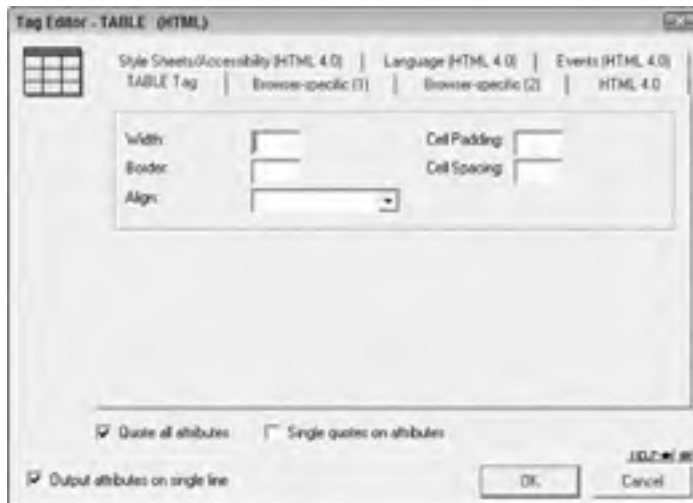 Tag Editor - TABLE (HTML)
Style Sheets/Accessibility (HTML 4.0) | Language (HTML 4.0) | Events (HTML 4.0)
TABLE Tag | Browser-specific (1) | Browser-specific (2) | HTML 4.0
Width: Cell Padding:
Border: Cell Spacing:
Align:
Quote all attributes Single quotes on attributes
Output attributes on single line OK Cancel